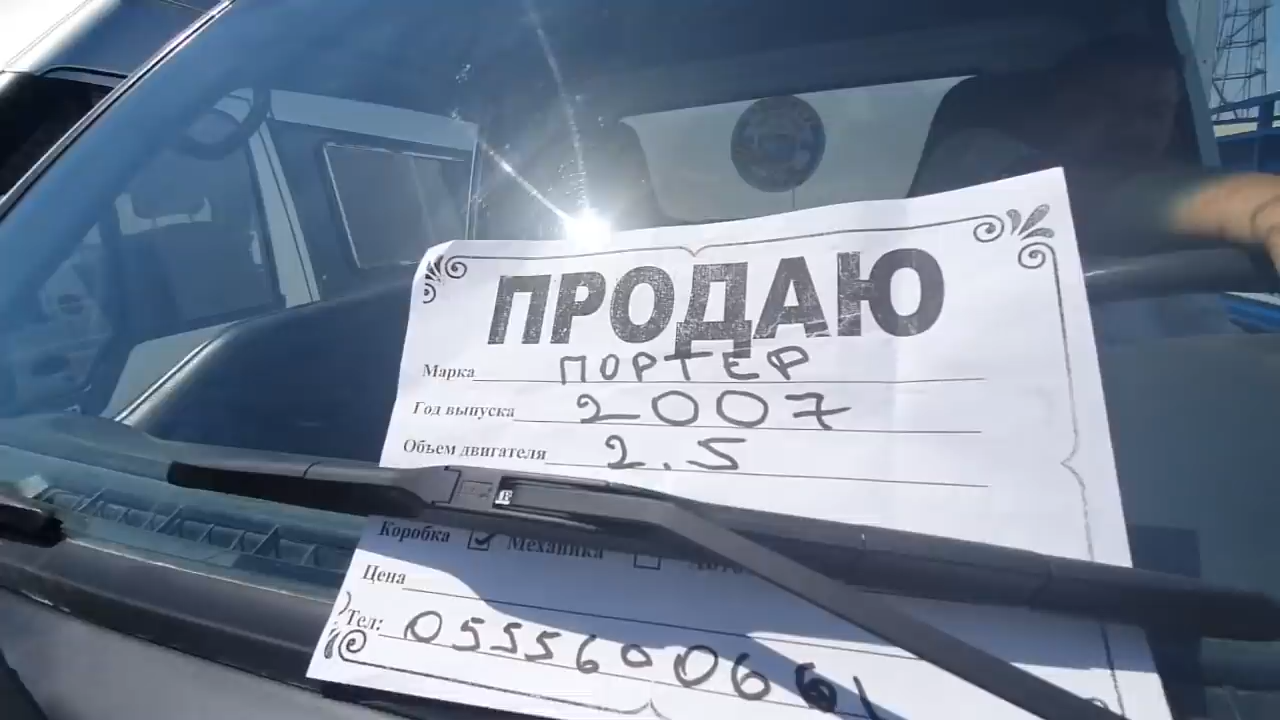 ПРОДАЮ
Марка ПОРТЕР
Год выпуска 2007
Объем двигателя 2.5
Коробка Механика
Цена
Тел: 0555600661